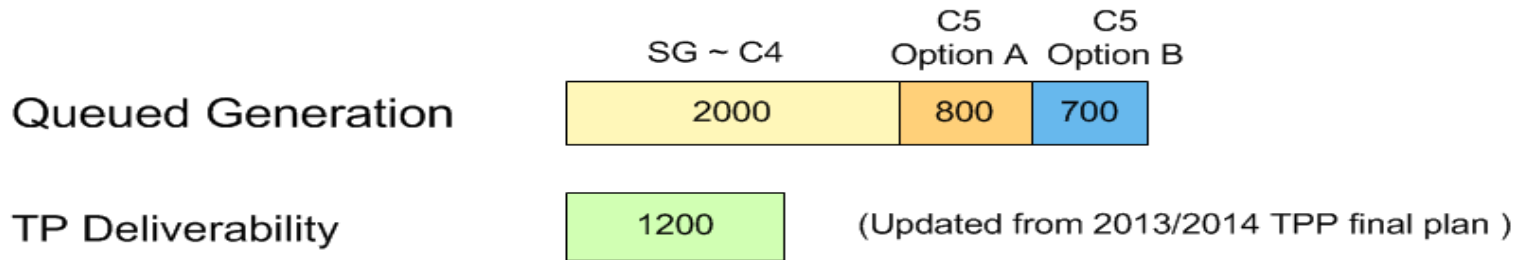 C5 C5
SG ~ C4 Option A Option B
Queued Generation 2000 800 700
TP Deliverability 1200 (Updated from 2013/2014 TPP final plan )